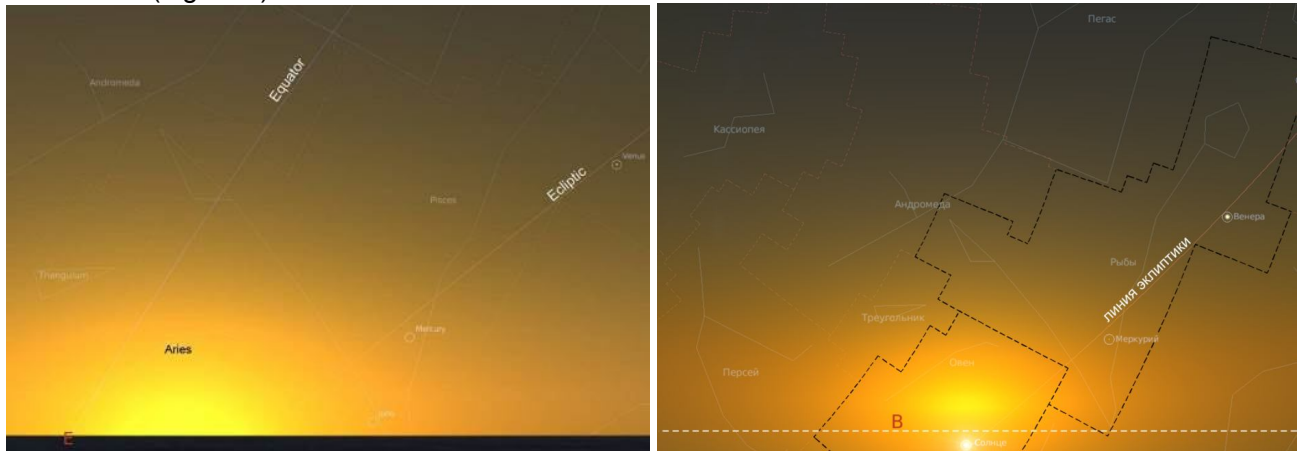 Andromeda
Equator
Venus
Ecliptic
Pisces
Triangulum
Mercury
Aries
E
Пегас
Кассиопея
Андромеда
Венера
Рыбы
ЛИНИЯ ЭКЛИПТИКИ
Треугольник
Меркурий
Овен
Персей
В
Солнце